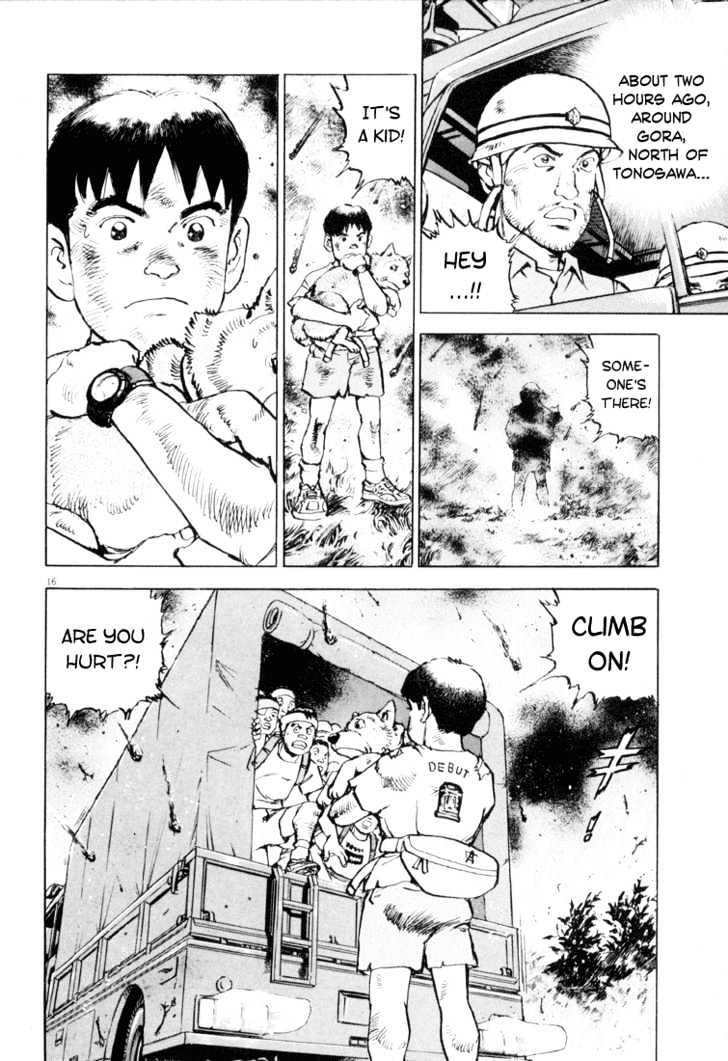 ABOUT TWO
HOURS AGO,
AROUND
GORA,
NORTH OF
TONOSAWA...
HEY
...!!
SOME-
ONE'S
THERE!
IT'S
A KID!
16
CLIMB
ON!
ARE YOU
HURT?!
DEBUT
キ
!